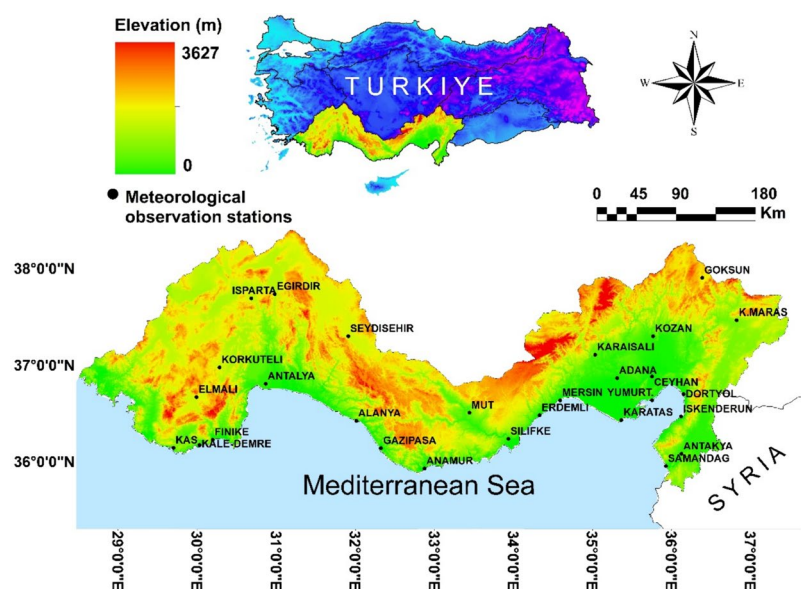 Elevation (m)
3627
0
Meteorological
observation stations
TURKIYE
N
W
E
S
0 45 90 180
Km
38°0'0"N
37°0'0"N
36°0'0"N
GOKSUN
EGIRDIR
ISPARTA
K.MARAS
SEYDISEHIR
KOZAN
KARAISALI
KORKUTELI
ADANA
ANTALYA
CEYHAN
ELMALI
MERSIN
YUMURT.
DORTYOL
MUT
ERDEMLI
ISKENDERUN
ALANYA
KARATAS
FINIKE
SILIFKE
KAS
KALE-DEMRE
GAZIPASA
ANTAKYA
ANAMUR
SAMANDAG
Mediterranean Sea
SYRIA
29°0'0"E
30°0'0"E
31°0'0"E
32°0'0"E
33°0'0"E
34°0'0"E
35°0'0"E
36°0'0"E
37°0'0"E